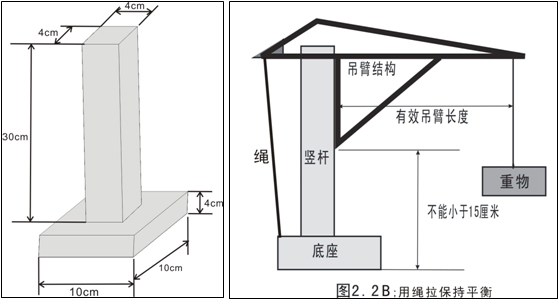 4cm
4cm
30cm
4cm
10cm
10cm
吊臂结构
有效吊臂长度
绳
竖杆
重物
不能小于15厘米
底座
图2.2B:用绳拉保持平衡